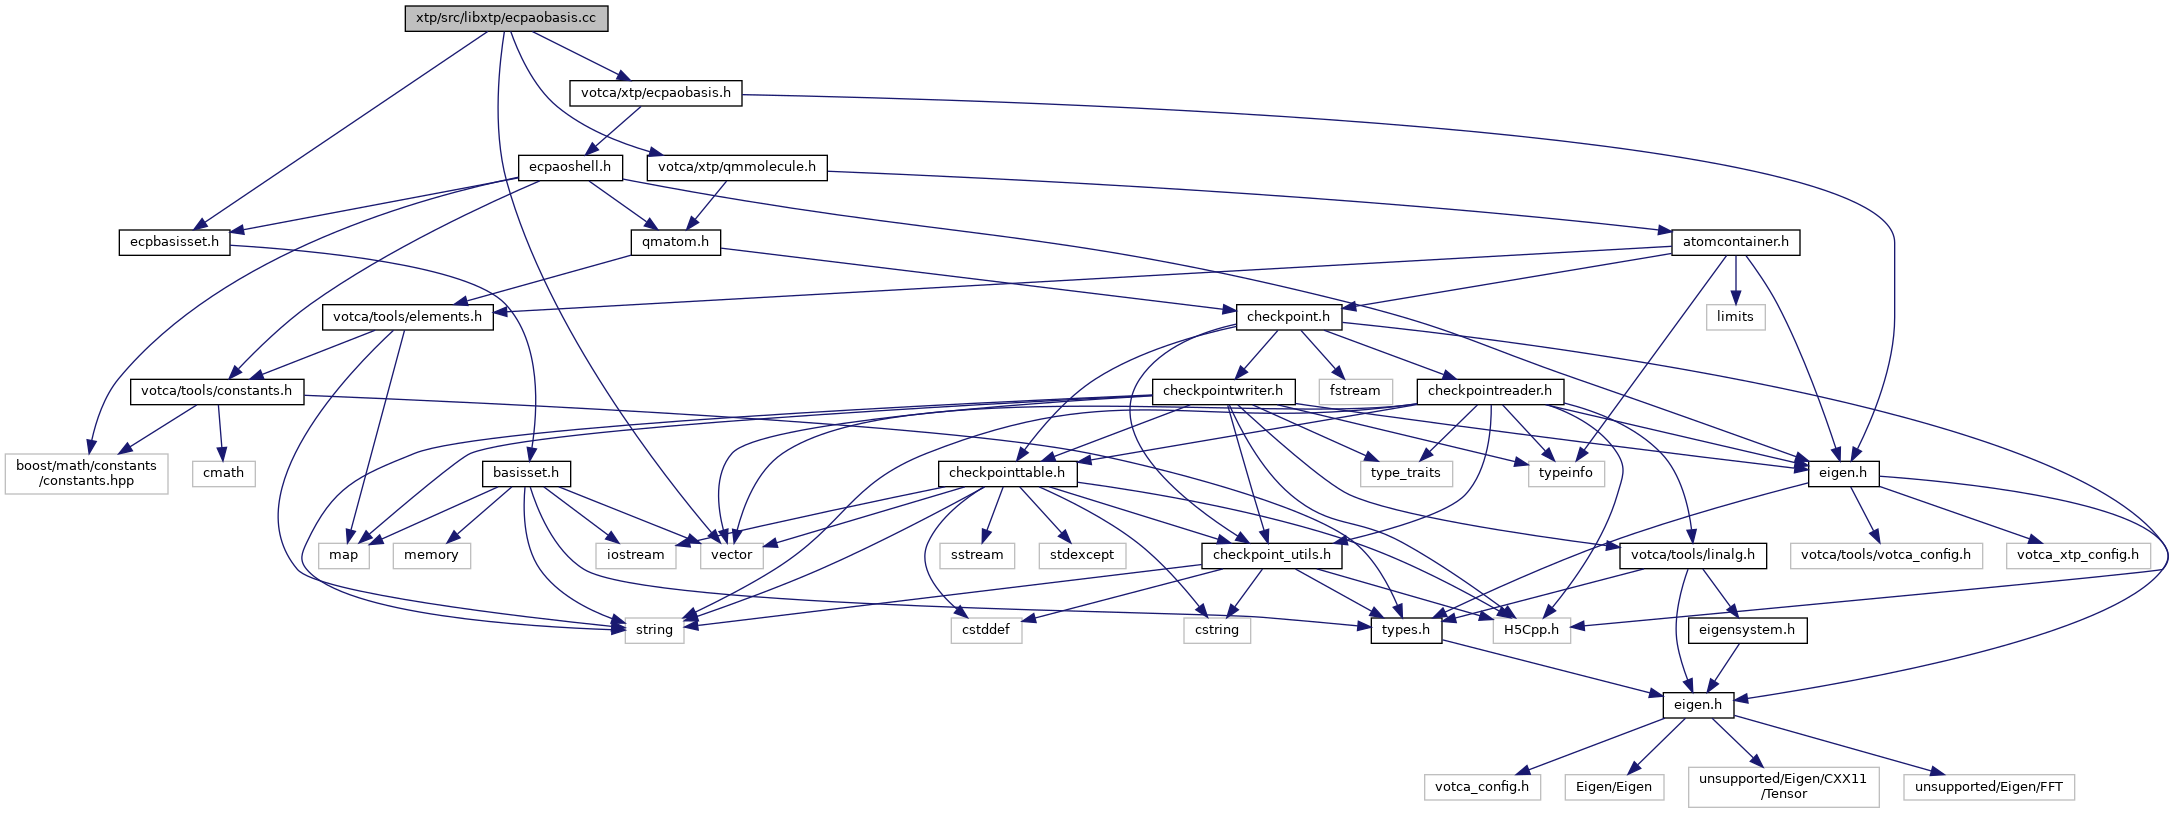 xtp/src/libxtp/ecpaobasis.cc
votca/xtp/ecpaobasis.h
ecpaoshell.h
votca/xtp/qmmolecule.h
ecpbasisset.h
qmatom.h
atomcontainer.h
votca/tools/elements.h
checkpoint.h
limits
votca/tools/constants.h
checkpointwriter.h
fstream
checkpointreader.h
boost/math/constants
/constants.hpp
cmath
basisset.h
checkpointtable.h
type_traits
typeinfo
eigen.h
map
memory
iostream
vector
sstream
stdexcept
checkpoint_utils.h
votca/tools/linalg.h
votca/tools/votca_config.h
votca_xtp_config.h
string
cstddef
cstring
types.h
H5Cpp.h
eigensystem.h
eigen.h
votca_config.h
Eigen/Eigen
unsupported/Eigen/CXX11
/Tensor
unsupported/Eigen/FFT